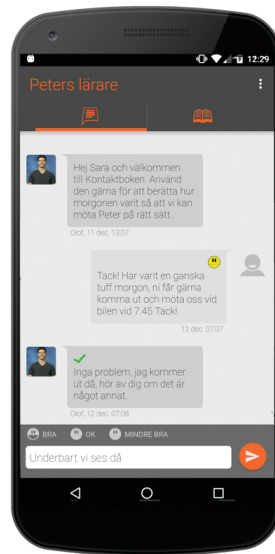 12:29
Peters lärare
Hej Sara och välkommen
till Kontaktboken. Använd
den gärna för att berätta hur
morgonen varit så att vi kan
möta Peter på rätt sätt.
Olof, 11 dec. 13:07
Tack! Har varit en ganska
tuff morgon, ni får gärna
komma ut och möta oss vid
bilen vid 7.45 Tack!
12 dec. 07:07
Inga problem, jag kommer
ut då, hör av dig om det är
något annat.
Olof, 12 dec. 07:08
BRA OK MINDRE BRA
Underbart vi ses då